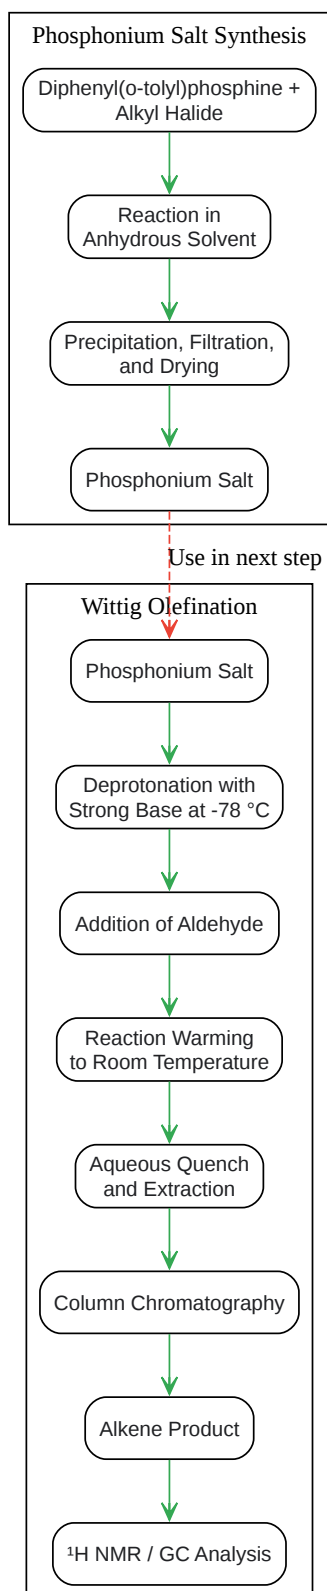 Phosphonium Salt Synthesis
Diphenyl(o-tolyl)phosphine +
Alkyl Halide
Reaction in
Anhydrous Solvent
Precipitation, Filtration,
and Drying
Phosphonium Salt
Use in next step
Wittig Olefination
Phosphonium Salt
Deprotonation with
Strong Base at -78 °C
Addition of Aldehyde
Reaction Warming
to Room Temperature
Aqueous Quench
and Extraction
Column Chromatography
Alkene Product
¹H NMR / GC Analysis